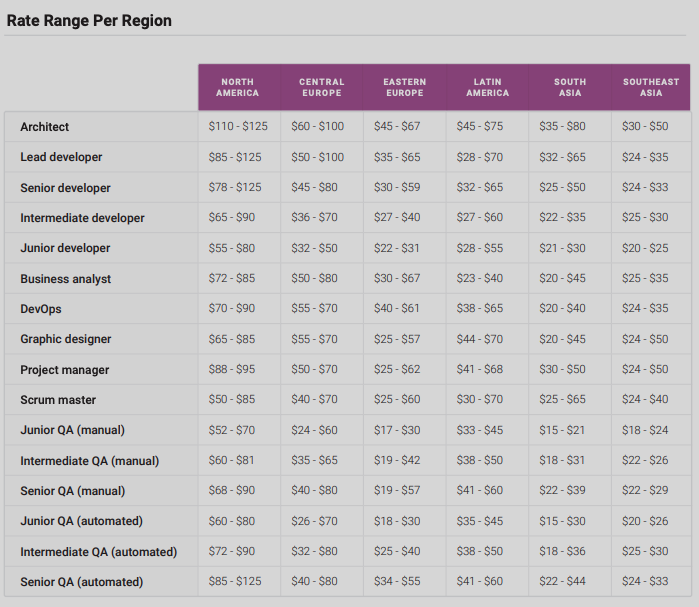 Rate Range Per Region
NORTH AMERICA CENTRAL EUROPE EASTERN EUROPE LATIN AMERICA SOUTH ASIA SOUTHEAST ASIA
Architect $110 - $125 $60 - $100 $45 - $67 $45 - $75 $35 - $80 $30 - $50
Lead developer $85 - $125 $50 - $100 $35 - $65 $28 - $70 $32 - $65 $24 - $35
Senior developer $78 - $125 $45 - $80 $30 - $59 $32 - $65 $25 - $50 $24 - $33
Intermediate developer $65 - $90 $36 - $70 $27 - $40 $27 - $60 $22 - $35 $25 - $30
Junior developer $55 - $80 $32 - $50 $22 - $31 $28 - $55 $21 - $30 $20 - $25
Business analyst $72 - $85 $50 - $80 $30 - $67 $23 - $40 $20 - $45 $25 - $35
DevOps $70 - $90 $55 - $70 $40 - $61 $38 - $65 $20 - $40 $24 - $35
Graphic designer $65 - $85 $55 - $70 $25 - $57 $44 - $70 $20 - $45 $24 - $50
Project manager $88 - $95 $50 - $70 $25 - $62 $41 - $68 $30 - $50 $24 - $50
Scrum master $50 - $85 $40 - $70 $25 - $60 $30 - $70 $25 - $65 $24 - $40
Junior QA (manual) $52 - $70 $24 - $60 $17 - $30 $33 - $45 $15 - $21 $18 - $24
Intermediate QA (manual) $60 - $81 $35 - $65 $19 - $42 $38 - $50 $18 - $31 $22 - $26
Senior QA (manual) $68 - $90 $40 - $80 $19 - $57 $41 - $60 $22 - $39 $22 - $29
Junior QA (automated) $60 - $80 $26 - $70 $18 - $30 $35 - $45 $15 - $30 $20 - $26
Intermediate QA (automated) $72 - $90 $32 - $80 $25 - $40 $38 - $50 $18 - $36 $25 - $30
Senior QA (automated) $85 - $125 $40 - $80 $34 - $55 $41 - $60 $22 - $44 $24 - $33